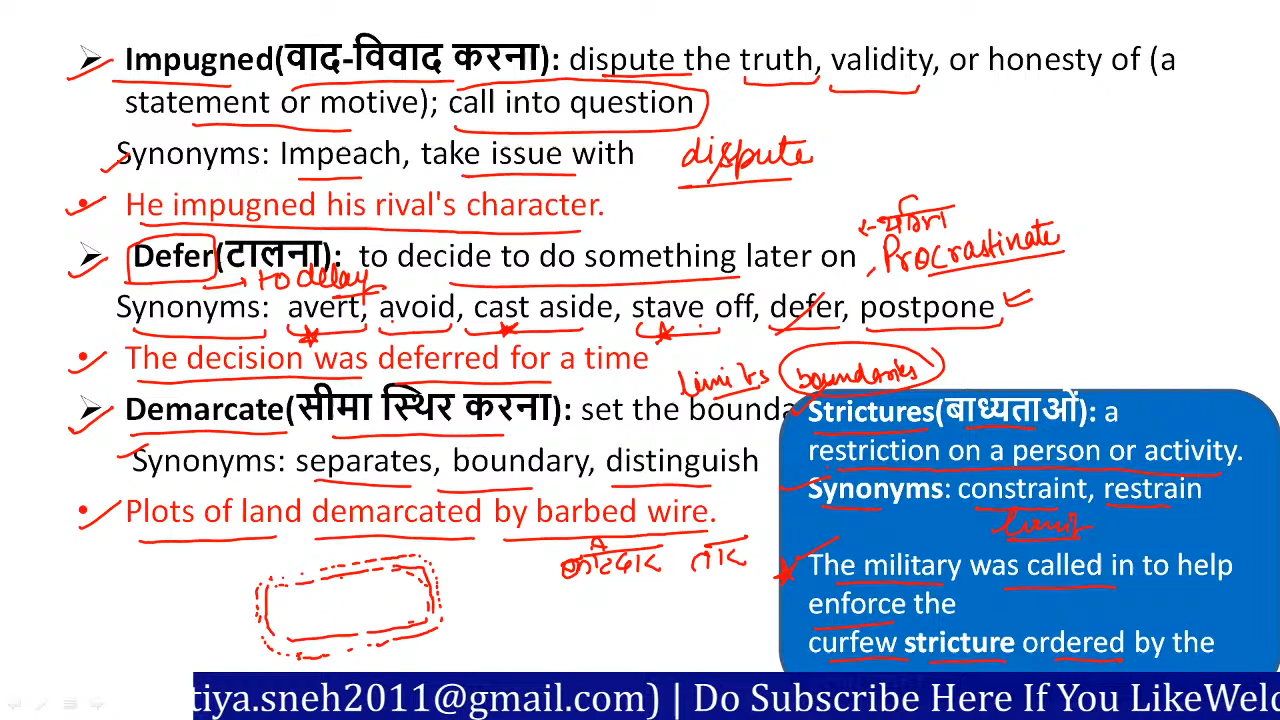 Impugned(वाद-विवाद करना): dispute the truth, validity, or honesty of (a
statement or motive); call into question
Synonyms: Impeach, take issue with dispute
He impugned his rival's character.
Defer(टालना): to decide to do something later on , Procrastinate
to delay
Synonyms: avert, avoid, cast aside, stave off, defer, postpone
The decision was deferred for a time
limits boundaries
Demarcate(सीमा स्थिर करना): set the bounda
Synonyms: separates, boundary, distinguish
Plots of land demarcated by barbed wire.
तार
Strictures(बाध्यताओं): a
restriction on a person or activity.
Synonyms: constraint, restrain
limit
The military was called in to help
enforce the
curfew stricture ordered by the
tiya.sneh2011@gmail.com) | Do Subscribe Here If You LikeWelc